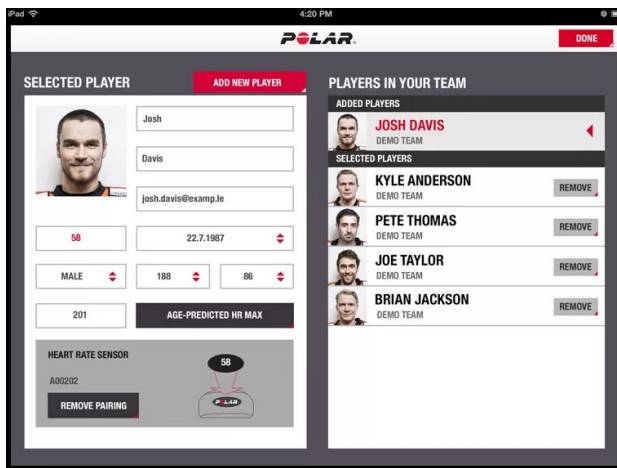 iPad
4:20 PM
POLAR.
DONE
SELECTED PLAYER
ADD NEW PLAYER
Josh
Davis
josh.davis@examp.le
58
22.7.1987
MALE
188
86
201
AGE-PREDICTED HR MAX
HEART RATE SENSOR
58
A00202
POLAR
REMOVE PAIRING
PLAYERS IN YOUR TEAM
ADDED PLAYERS
JOSH DAVIS
DEMO TEAM
SELECTED PLAYERS
KYLE ANDERSON
DEMO TEAM
REMOVE
PETE THOMAS
DEMO TEAM
REMOVE
JOE TAYLOR
DEMO TEAM
REMOVE
BRIAN JACKSON
DEMO TEAM
REMOVE